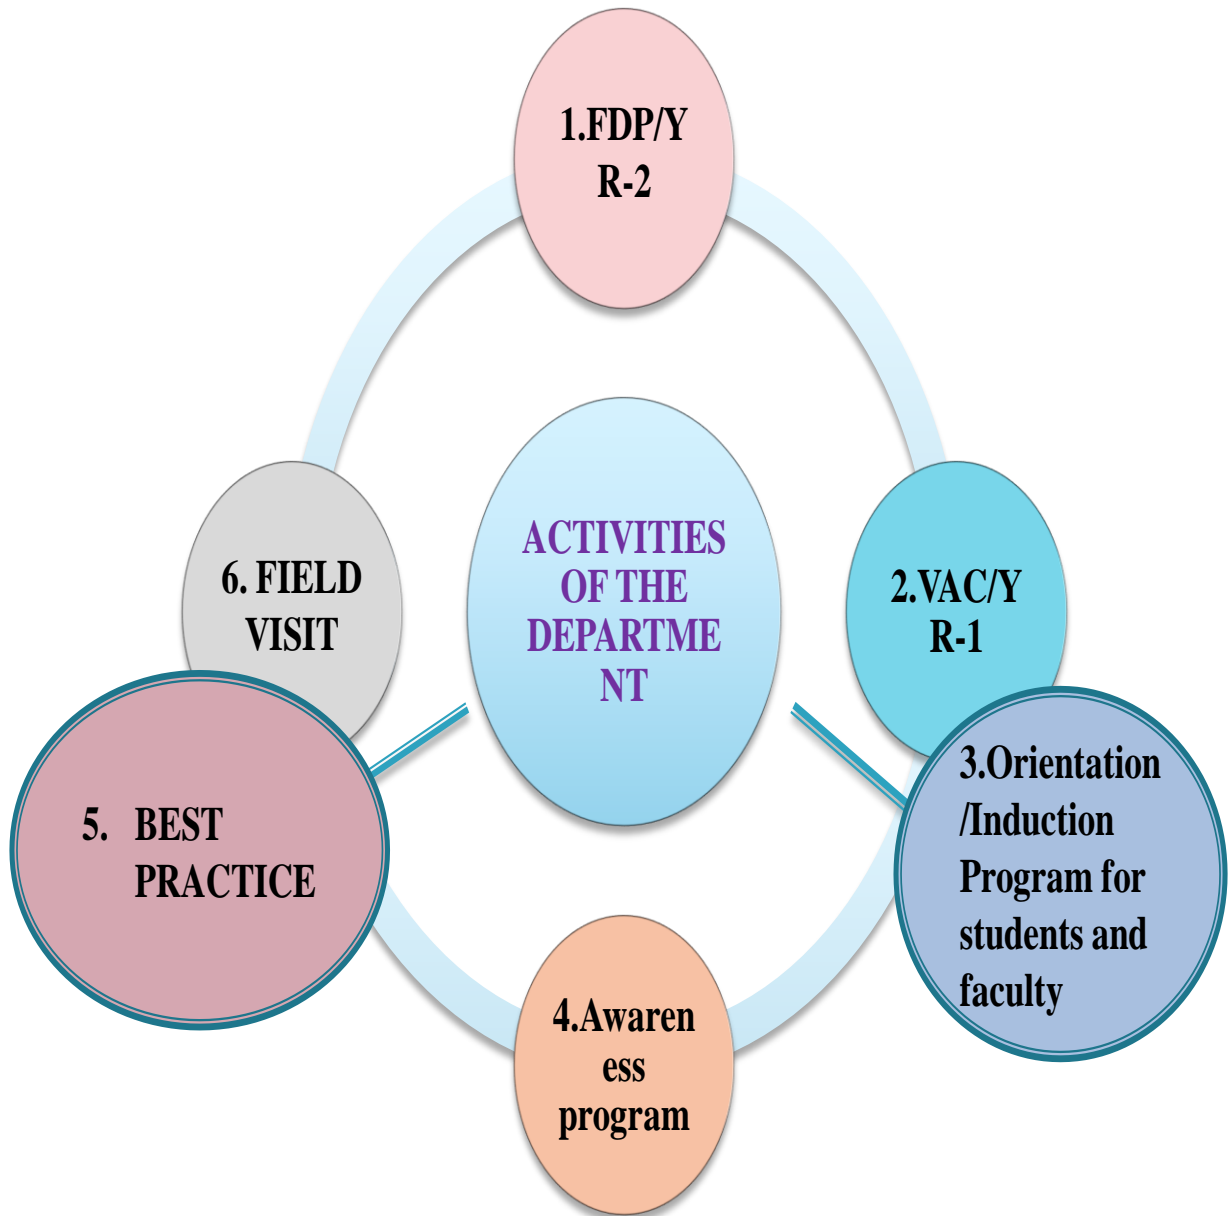 1.FDP/Y
R-2
ACTIVITIES
OF THE
DEPARTME
NT
2.VAC/Y
R-1
3.Orientation
/Induction
Program for
students and
faculty
4.Awaren
ess
program
5. BEST
PRACTICE
6. FIELD
VISIT